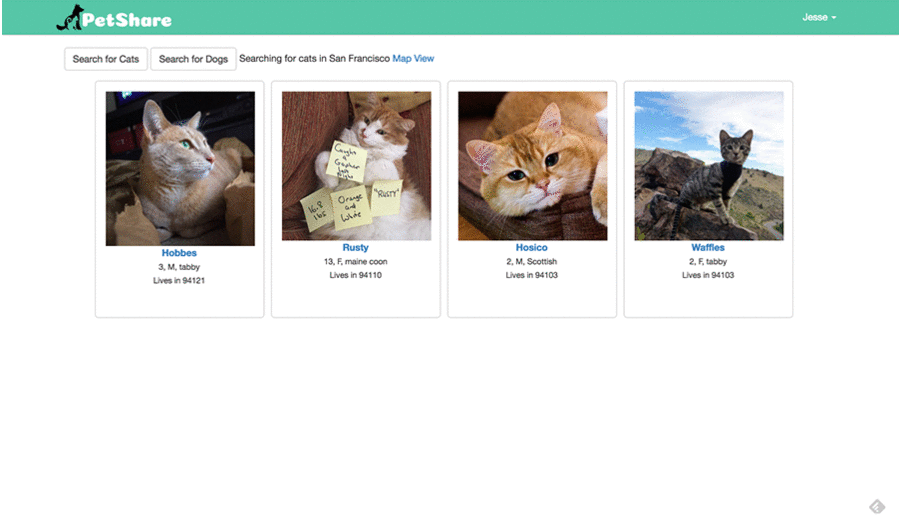 PetShare
Jesse
Search for Cats Search for Dogs Searching for cats in San Francisco Map View
Caught
a
Gopher
last
night
16.9
lbs
Orange
and
White
"RUSTY"
Hobbes
3, M, tabby
Lives in 94121
Rusty
13, F, maine coon
Lives in 94110
Hosico
2, M, Scottish
Lives in 94103
Waffles
2, F, tabby
Lives in 94103